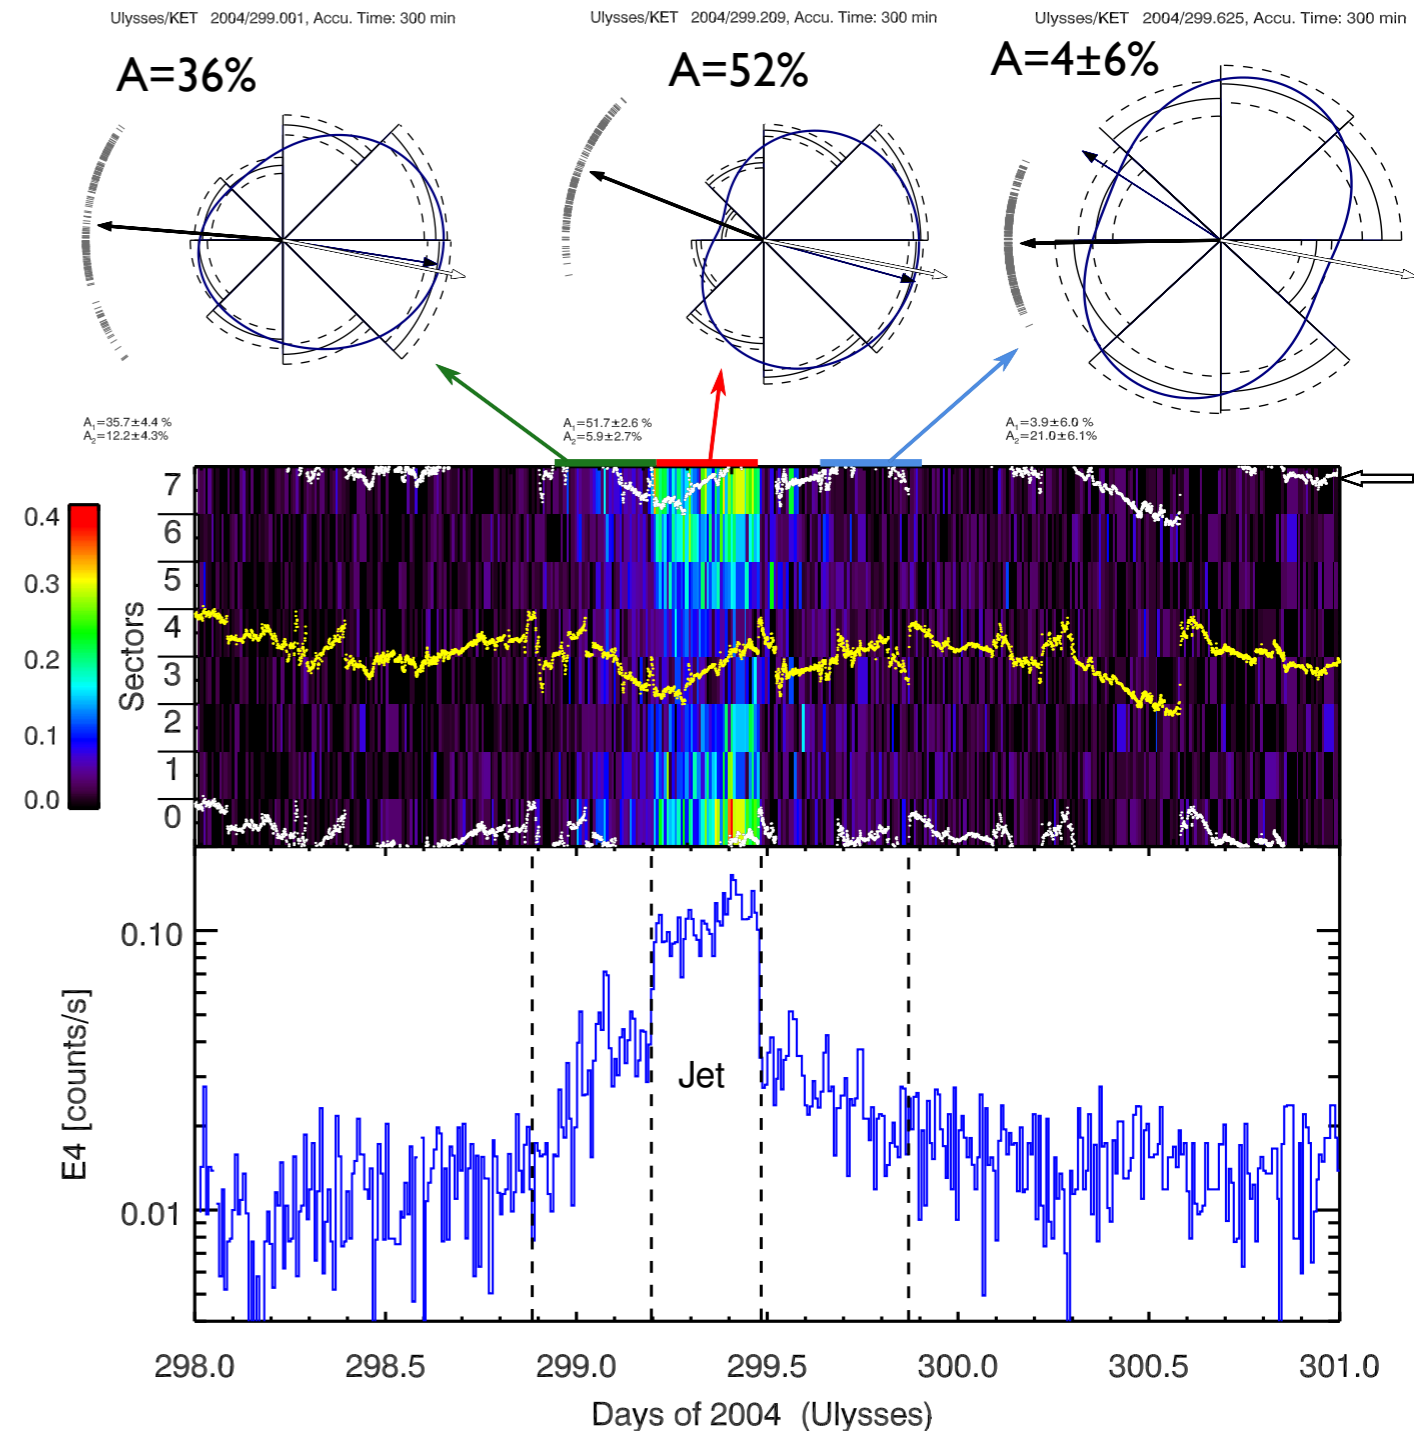 Ulysses/KET 2004/299.001, Accu. Time: 300 min
Ulysses/KET 2004/299.209, Accu. Time: 300 min
Ulysses/KET 2004/299.625, Accu. Time: 300 min
A=36%
A=52%
A=4±6%
A₁=35.7±4.4 %
A₂=12.2±4.3%
A₁=51.7±2.6 %
A₂=5.9±2.7%
A₁=3.9±6.0 %
A₂=21.0±6.1%
0.4
0.3
0.2
0.1
0.0
Sectors
7
6
5
4
3
2
1
0
E4 [counts/s]
0.10
0.01
Jet
298.0
298.5
299.0
299.5
300.0
300.5
301.0
Days of 2004 (Ulysses)